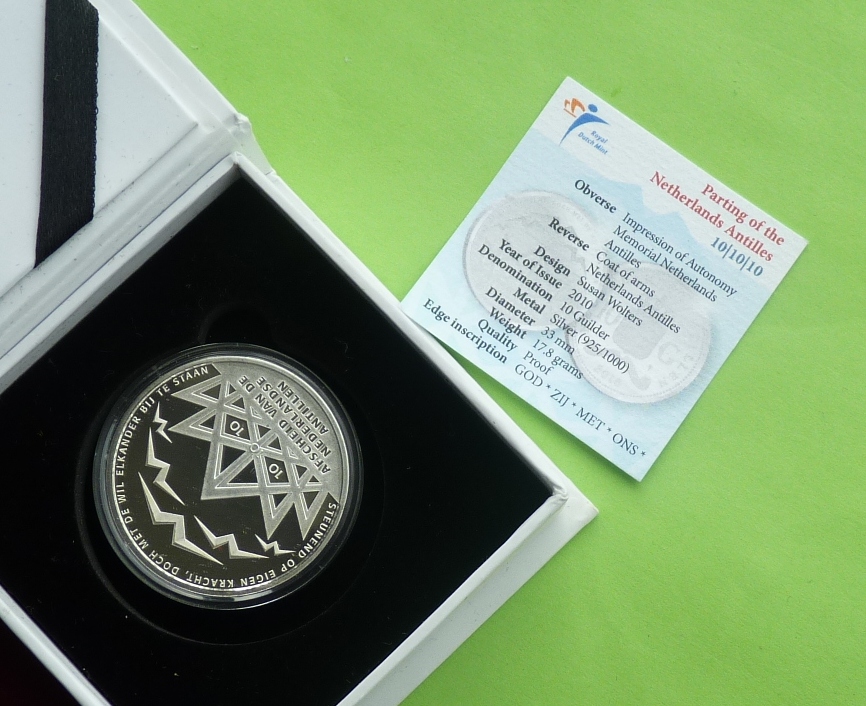 Royal
Dutch Mint
Parting of the
Netherlands Antilles
10|10|10
Obverse Impression of Autonomy
Memorial Netherlands
Antilles
Reverse Coat of arms
Netherlands Antilles
Design Susan Wolters
Year of Issue 2010
Denomination 10 Guilder
Metal Silver (925/1000)
Diameter 33 mm
Weight 17.8 grams
Quality Proof
Edge inscription GOD * ZIJ * MET * ONS *
AFSCHEID VAN DE
NEDERLANDSE
ANTILLEN
10
10
10
STEUNEND OP EIGEN KRACHT, DOCH MET DE WIL ELKANDER BIJ TE STAAN